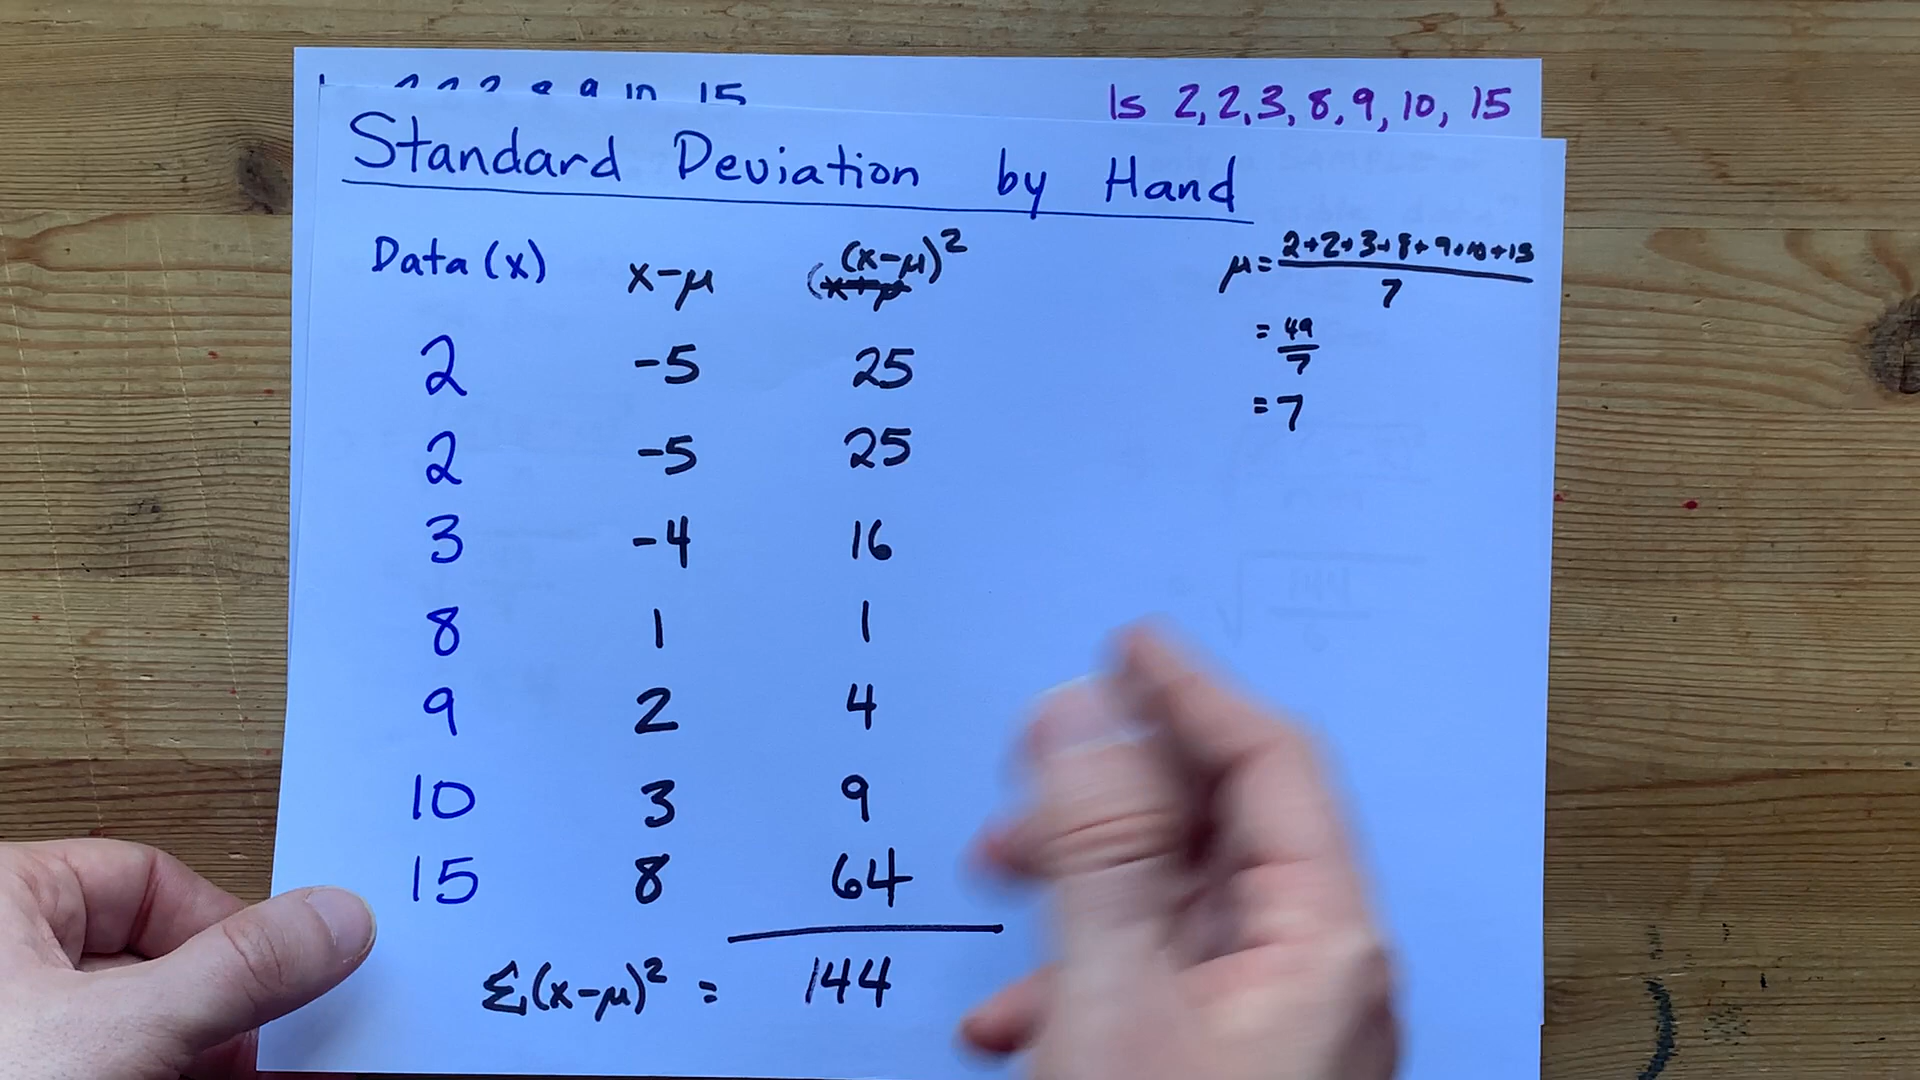 15
Is 2, 2, 3, 8, 9, 10, 15
Standard Deviation by Hand
Data (x) x-μ (x-μ)²
μ = 2+2+3+8+9+10+15
7
= 49
7
= 7
2 -5 25
2 -5 25
3 -4 16
8 1 1
9 2 4
10 3 9
15 8 64
Σ(x-μ)² = 144